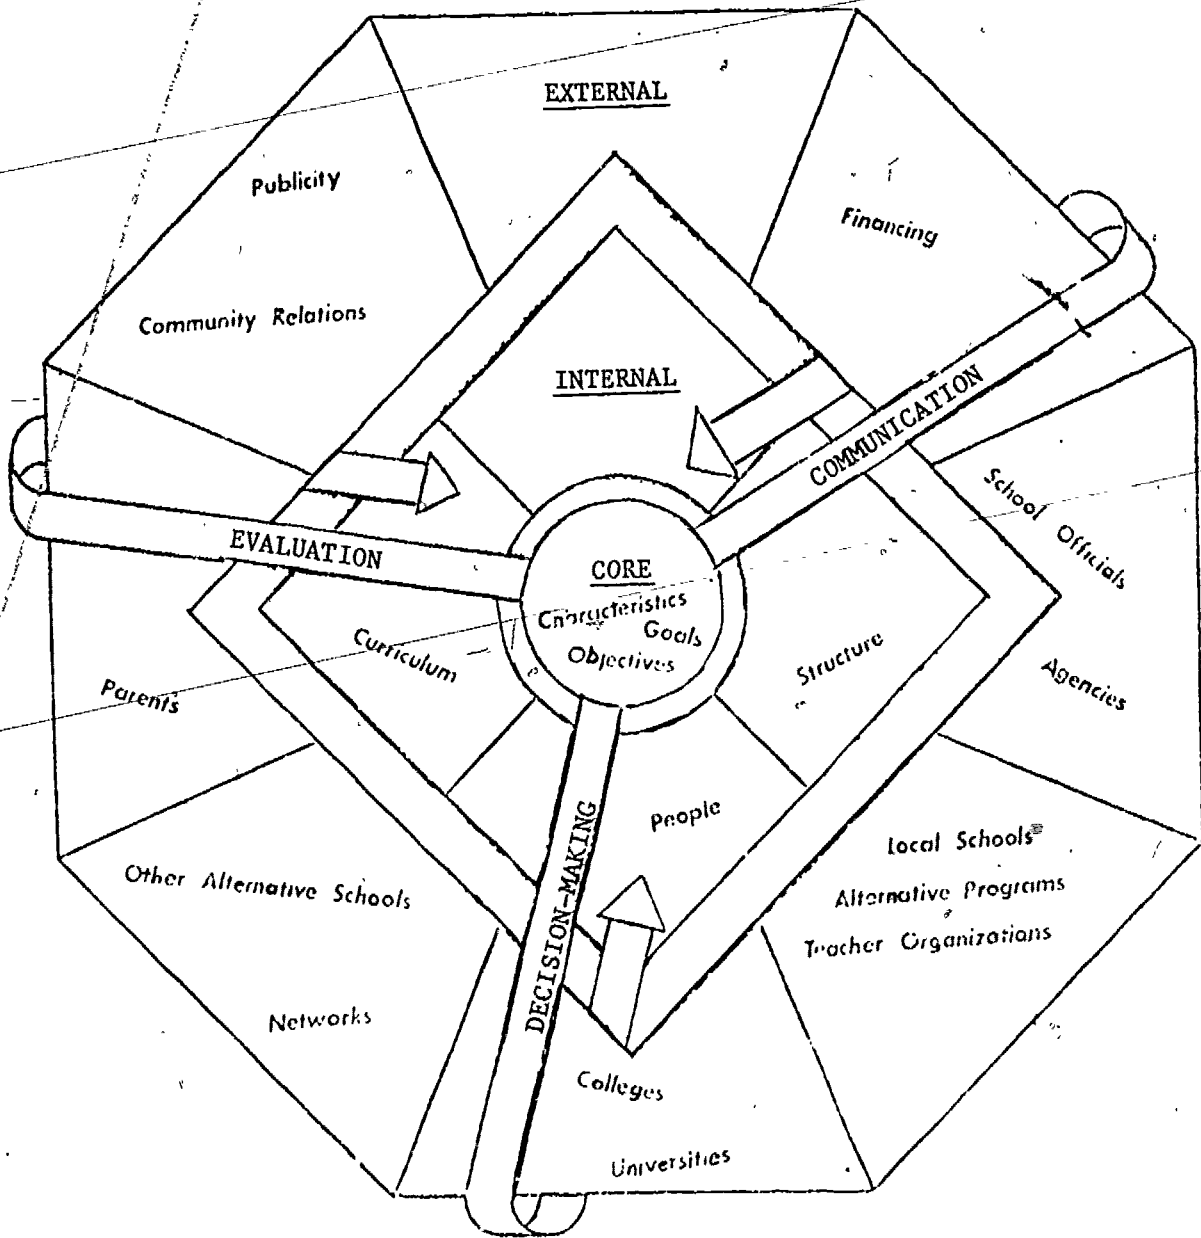 EXTERNAL
Publicity
Financing
Community Relations
INTERNAL
COMMUNICATION
School Officials
EVALUATION
CORE
Characteristics
Goals
Objectives
Curriculum
Structure
Parents
Agencies
People
DECISION-MAKING
Local Schools
Alternative Programs
Teacher Organizations
Other Alternative Schools
Networks
Colleges
Universities